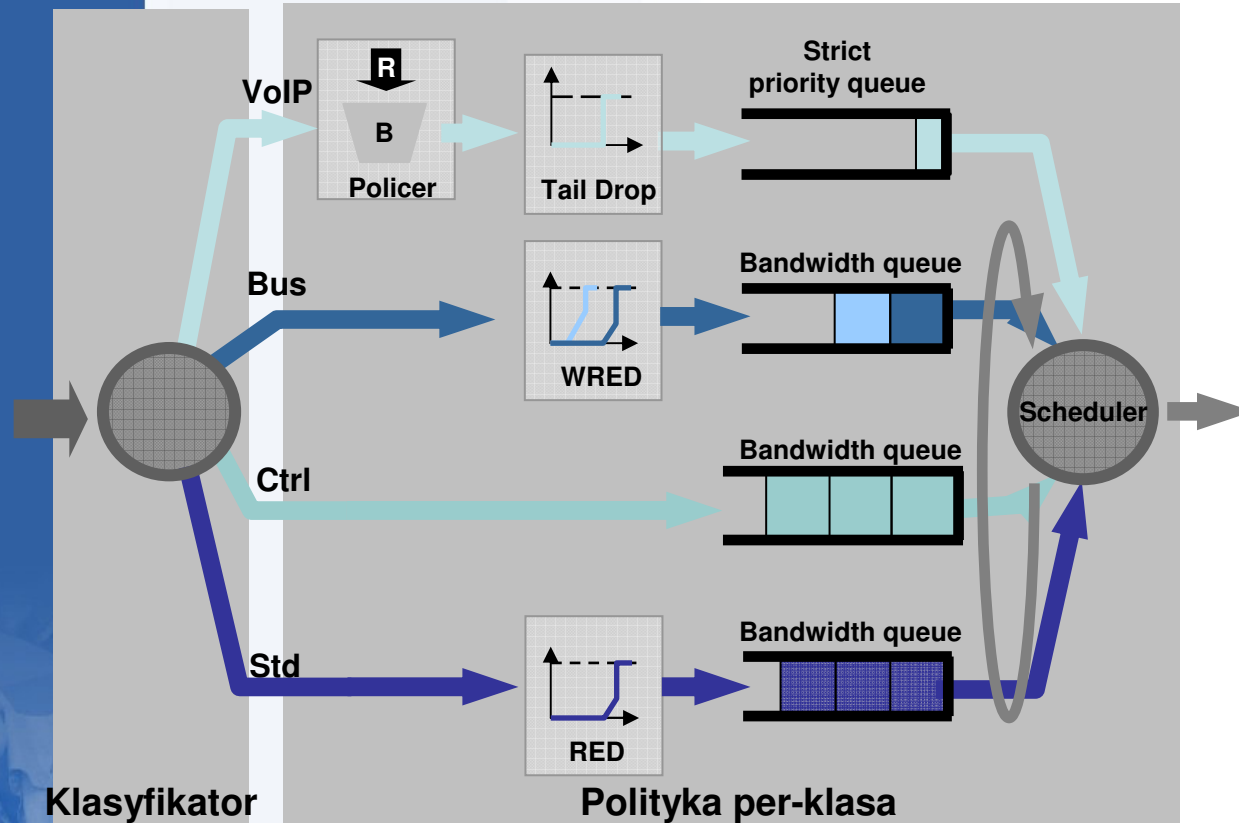 Strict
priority queue
R
VoIP
B
Policer
Tail Drop
Bus
Bandwidth queue
WRED
Scheduler
Ctrl
Bandwidth queue
Std
Bandwidth queue
RED
Klasyfikator
Polityka per-klasa